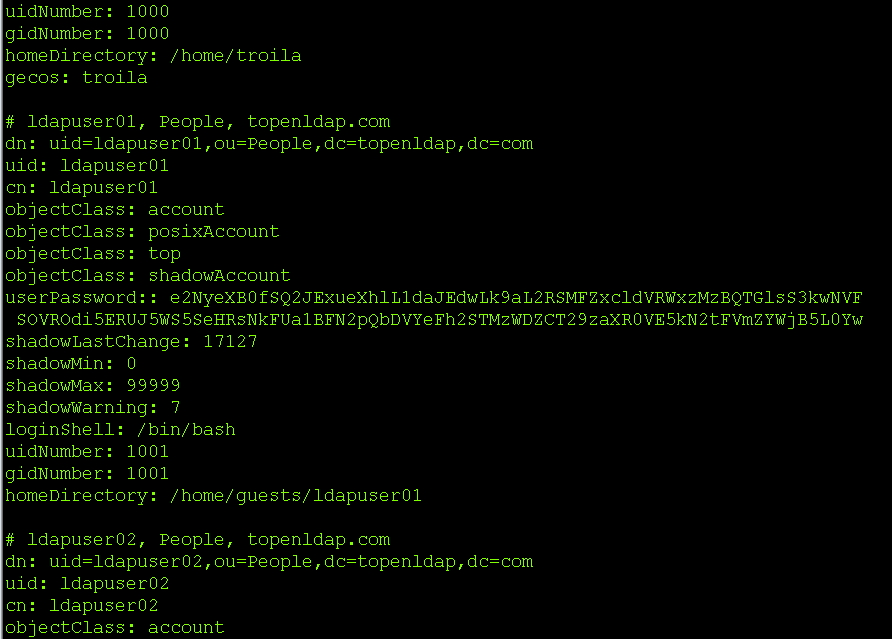 uidNumber: 1000
gidNumber: 1000
homeDirectory: /home/troila
gecos: troila
# ldapuser01, People, topenldap.com
dn: uid=ldapuser01,ou=People,dc=topenldap,dc=com
uid: ldapuser01
cn: ldapuser01
objectClass: account
objectClass: posixAccount
objectClass: top
objectClass: shadowAccount
userPassword:: e2NyeXB0fSQ2JExueXhlL1daJEdwLk9aL2RSMFZxcldVRWxzMzBQTGlsS3kwNVF
SOVROdi5ERUJ5WS5SeHRsNkFUa1BFN2pQbDVYeFh2STMzWDZCT29zaXR0VE5kN2tFVmZYWjB5L0Yw
shadowLastChange: 17127
shadowMin: 0
shadowMax: 99999
shadowWarning: 7
loginShell: /bin/bash
uidNumber: 1001
gidNumber: 1001
homeDirectory: /home/guests/ldapuser01
# ldapuser02, People, topenldap.com
dn: uid=ldapuser02,ou=People,dc=topenldap,dc=com
uid: ldapuser02
cn: ldapuser02
objectClass: account